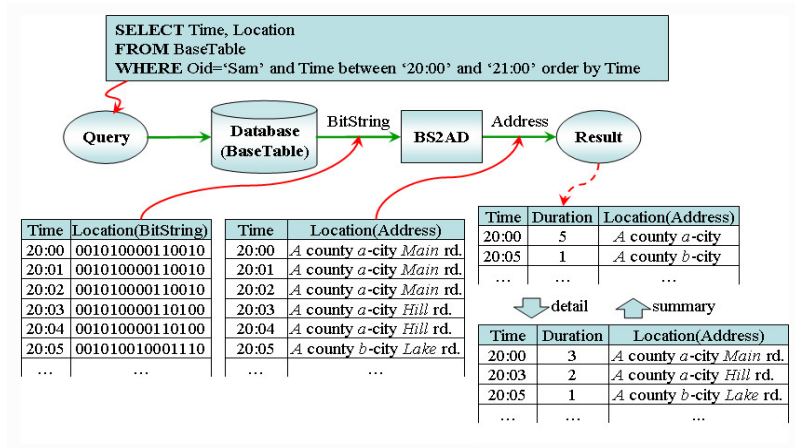 SELECT Time, Location
FROM BaseTable
WHERE Oid=‘Sam’ and Time between ‘20:00’ and ‘21:00’ order by Time
Query
Database
(BaseTable)
BitString
BS2AD
Address
Result
Time Location(BitString)
20:00 001010000110010
20:01 001010000110010
20:02 001010000110010
20:03 001010000110100
20:04 001010000110100
20:05 001010010001110
... ...
Time Location(Address)
20:00 A county a-city Main rd.
20:01 A county a-city Main rd.
20:02 A county a-city Main rd.
20:03 A county a-city Hill rd.
20:04 A county a-city Hill rd.
20:05 A county b-city Lake rd.
... ...
Time Duration Location(Address)
20:00 5 A county a-city
20:05 1 A county b-city
... ... ...
detail summary
Time Duration Location(Address)
20:00 3 A county a-city Main rd.
20:03 2 A county a-city Hill rd.
20:05 1 A county b-city Lake rd.
... ... ...